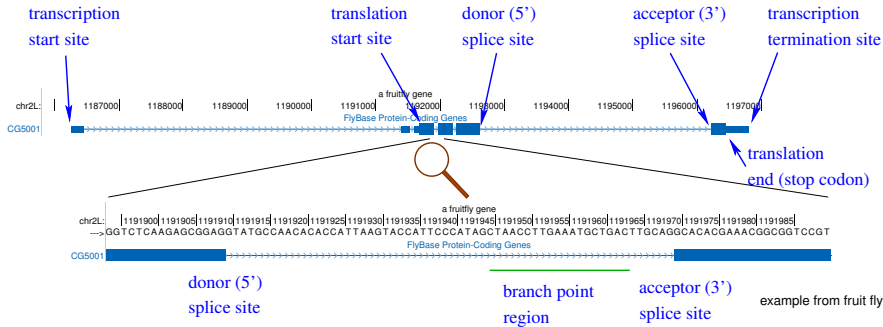 transcription translation donor (5’) acceptor (3’) transcription
start site start site splice site splice site termination site
a fruitfly gene
chr2L: 1187000 1188000 1189000 1190000 1191000 1192000 1193000 1194000 1195000 1196000 1197000
FlyBase Protein-Coding Genes
CG5001
translation
end (stop codon)
a fruitfly gene
chr2L: 1191900 1191905 1191910 1191915 1191920 1191925 1191930 1191935 1191940 1191945 1191950 1191955 1191960 1191965 1191970 1191975 1191980 1191985
---> GGTCTCAAGAGCGGAGGTATGCCAACACACCATTAAGTACCATTCCCATAGCTAACCTTGAAATGCTGACTTGCAGGCACACGAAACGGCGGTCCGT
FlyBase Protein-Coding Genes
CG5001
donor (5’) branch point acceptor (3’)
splice site region splice site
example from fruit fly